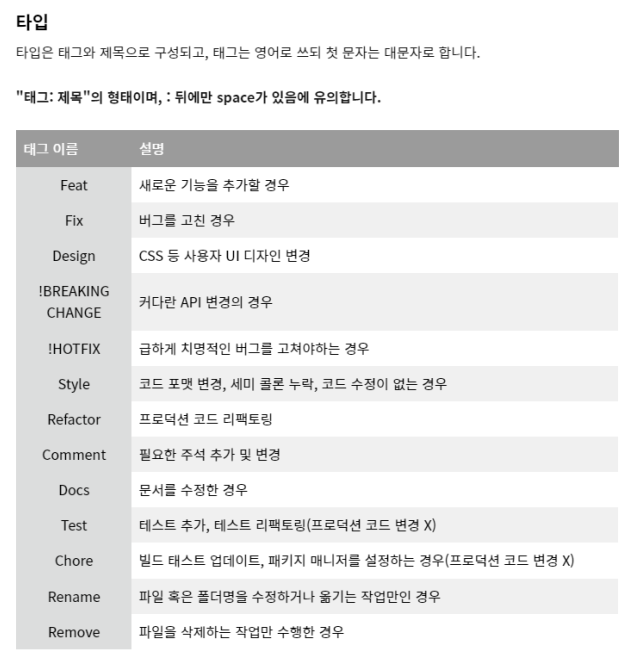 타입
타입은 태그와 제목으로 구성되고, 태그는 영어로 쓰되 첫 문자는 대문자로 합니다.
"태그: 제목"의 형태이며, : 뒤에만 space가 있음에 유의합니다.
태그 이름 설명
Feat 새로운 기능을 추가할 경우
Fix 버그를 고친 경우
Design CSS 등 사용자 UI 디자인 변경
!BREAKING
CHANGE 커다란 API 변경의 경우
!HOTFIX 급하게 치명적인 버그를 고쳐야하는 경우
Style 코드 포맷 변경, 세미 콜론 누락, 코드 수정이 없는 경우
Refactor 프로덕션 코드 리팩토링
Comment 필요한 주석 추가 및 변경
Docs 문서를 수정한 경우
Test 테스트 추가, 테스트 리팩토링(프로덕션 코드 변경 X)
Chore 빌드 태스트 업데이트, 패키지 매니저를 설정하는 경우(프로덕션 코드 변경 X)
Rename 파일 혹은 폴더명을 수정하거나 옮기는 작업만인 경우
Remove 파일을 삭제하는 작업만 수행한 경우